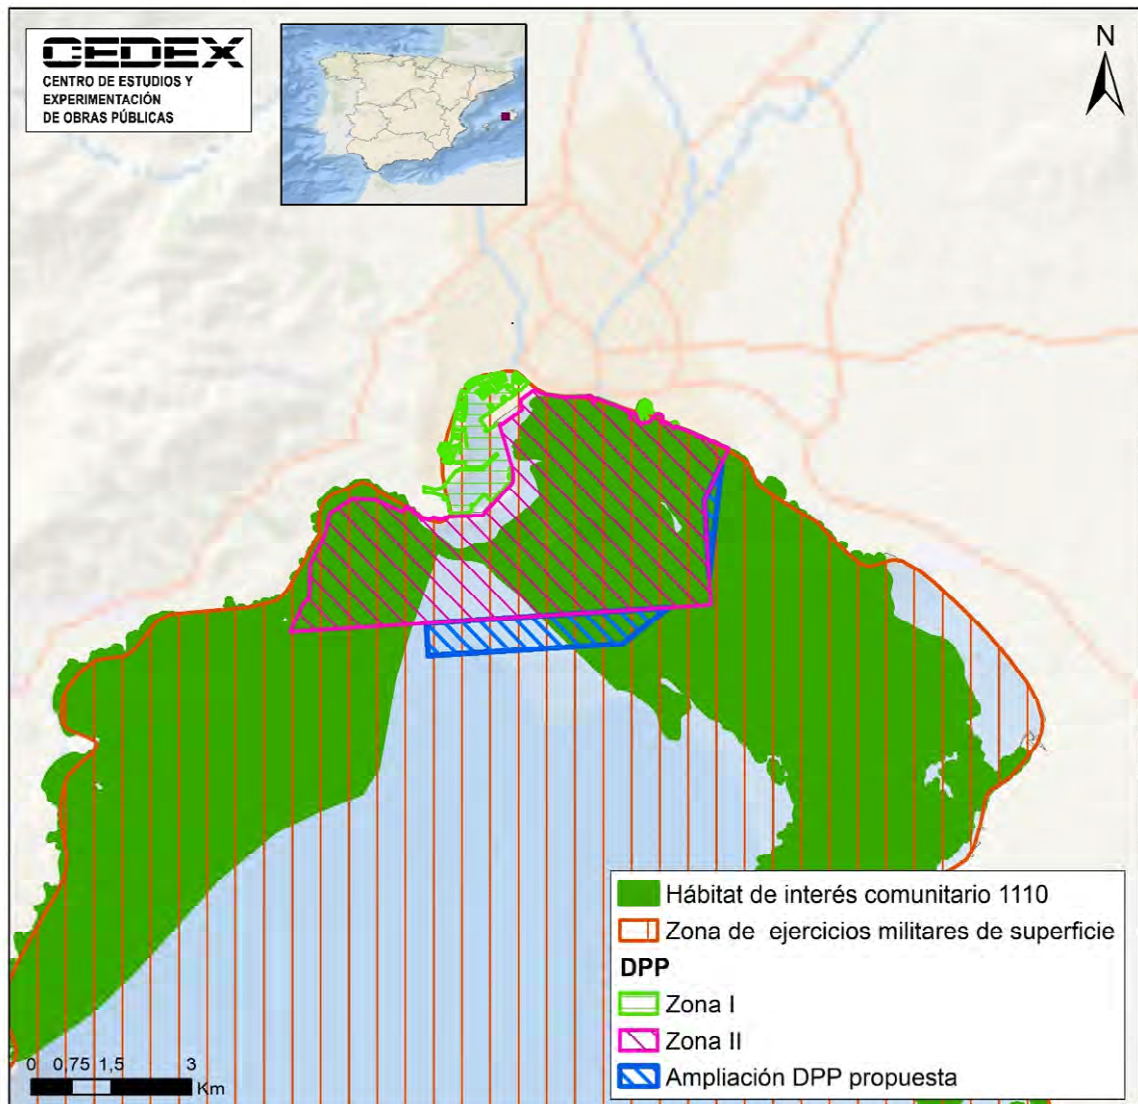 CEDEX
CENTRO DE ESTUDIOS Y
EXPERIMENTACIÓN
DE OBRAS PÚBLICAS
N
Hábitat de interés comunitario 1110
Zona de ejercicios militares de superficie
DPP
Zona I
Zona II
Ampliación DPP propuesta
0 0,75 1,5 3
Km